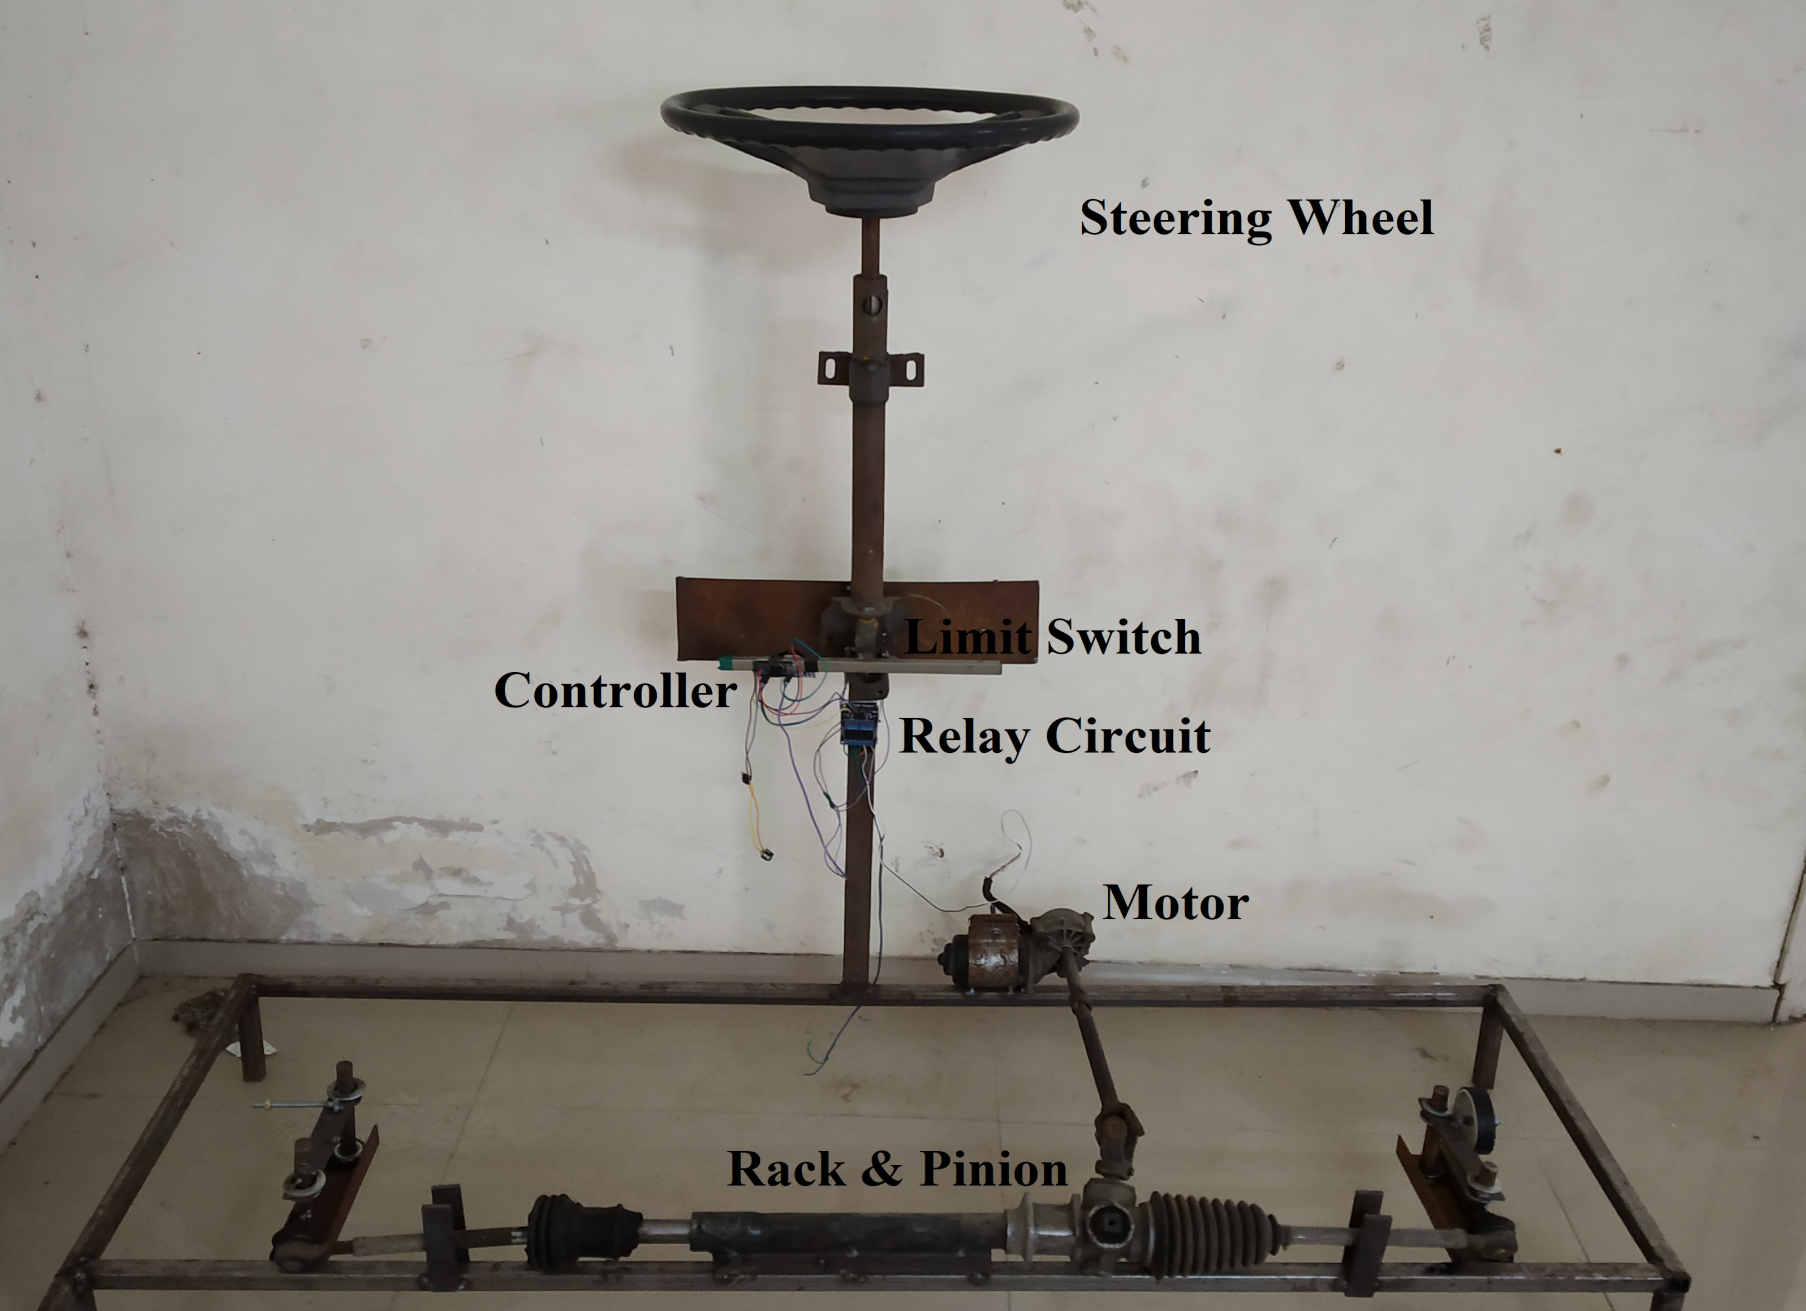 Steering Wheel
Limit Switch
Controller
Relay Circuit
Motor
Rack & Pinion